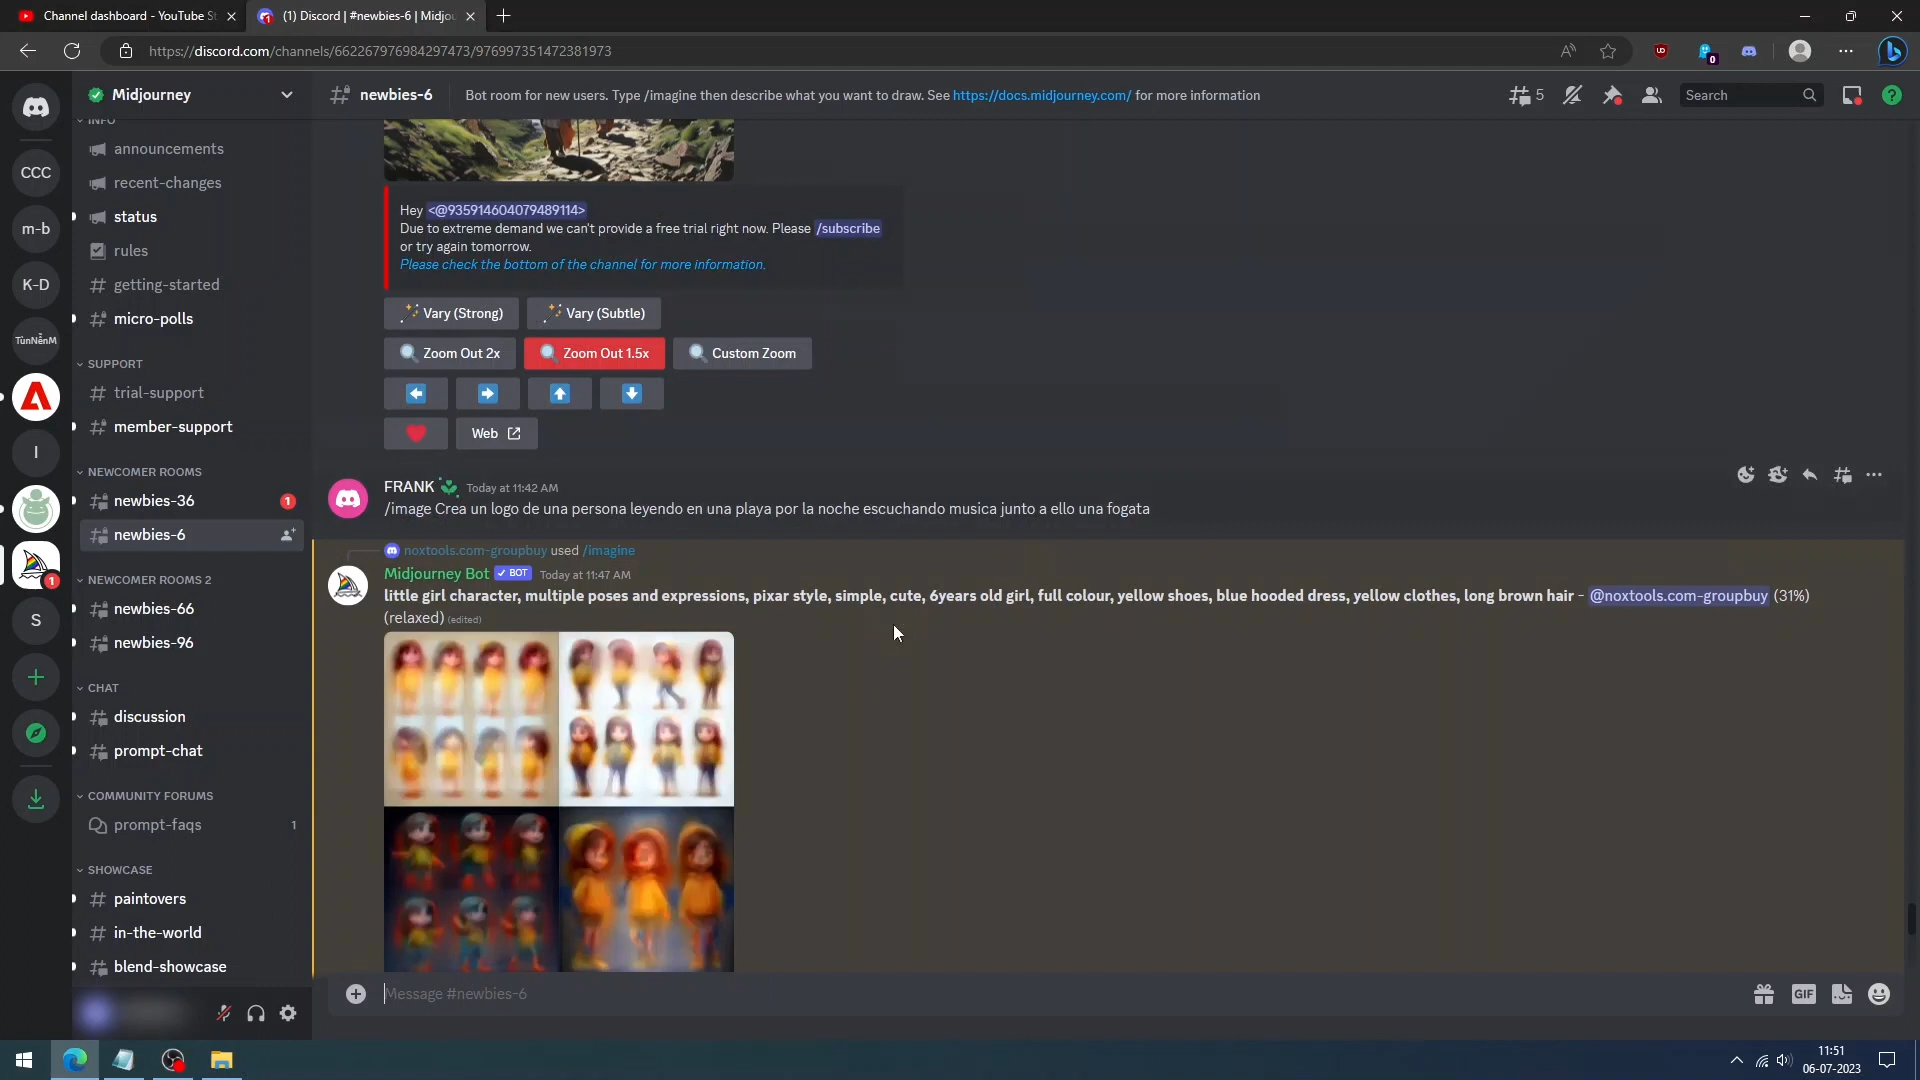 Channel dashboard - YouTube St
(1) Discord | #newbies-6 | Midjou
https://discord.com/channels/662267976984297473/976997351472381973
0
Midjourney
newbies-6
Bot room for new users. Type /imagine then describe what you want to draw. See https://docs.midjourney.com/ for more information
5
Search
CCC
m-b
K-D
TùnNềnM
I
1
S
INFO
announcements
recent-changes
status
rules
getting-started
micro-polls
SUPPORT
trial-support
member-support
NEWCOMER ROOMS
newbies-36
1
newbies-6
NEWCOMER ROOMS 2
newbies-66
newbies-96
CHAT
discussion
prompt-chat
COMMUNITY FORUMS
prompt-faqs
1
SHOWCASE
paintovers
in-the-world
blend-showcase
Hey <@935914604079489114>
Due to extreme demand we can't provide a free trial right now. Please /subscribe
or try again tomorrow.
Please check the bottom of the channel for more information.
Vary (Strong)
Vary (Subtle)
Zoom Out 2x
Zoom Out 1.5x
Custom Zoom
Web
FRANK Today at 11:42 AM
/image Crea un logo de una persona leyendo en una playa por la noche escuchando musica junto a ello una fogata
noxtools.com-groupbuy used /imagine
Midjourney Bot BOT Today at 11:47 AM
little girl character, multiple poses and expressions, pixar style, simple, cute, 6years old girl, full colour, yellow shoes, blue hooded dress, yellow clothes, long brown hair - @noxtools.com-groupbuy (31%)
(relaxed) (edited)
Message #newbies-6
GIF
11:51
06-07-2023